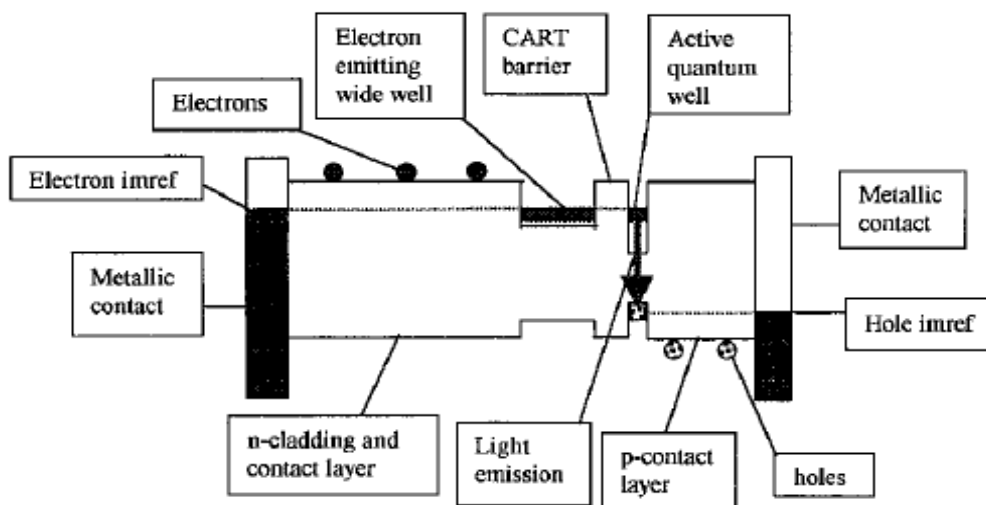 Electron
emitting
wide well
CART
barrier
Active
quantum
well
Electrons
Electron imref
Metallic
contact
Metallic
contact
Hole imref
n-cladding and
contact layer
Light
emission
p-contact
layer
holes